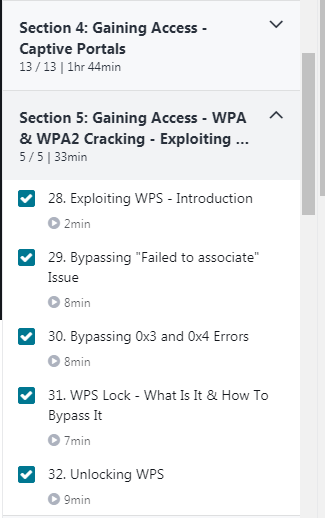 Section 4: Gaining Access -
Captive Portals
13 / 13 | 1hr 44min
Section 5: Gaining Access - WPA
& WPA2 Cracking - Exploiting ...
5 / 5 | 33min
28. Exploiting WPS - Introduction
2min
29. Bypassing "Failed to associate"
Issue
8min
30. Bypassing 0x3 and 0x4 Errors
8min
31. WPS Lock - What Is It & How To
Bypass It
7min
32. Unlocking WPS
9min